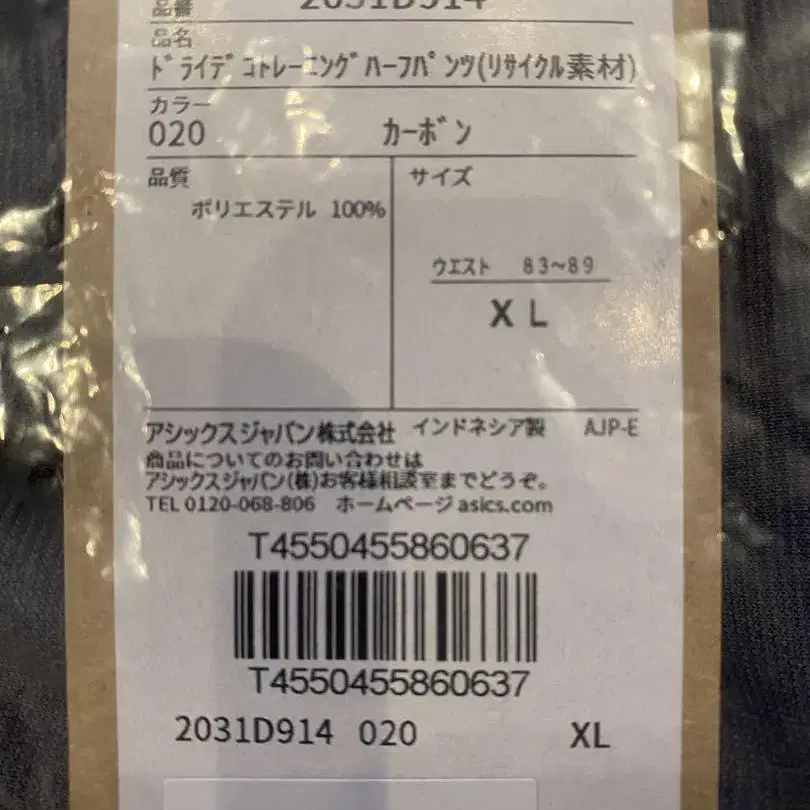 品番 2031D914
品名
ﾄﾞﾗｲﾃﾞｺﾄﾚｰﾆﾝｸﾞﾊｰﾌﾊﾟﾝﾂ(ﾘｻｲｸﾙ素材)
カラー
020 ｶｰﾎﾞﾝ
品質 サイズ
ポリエステル 100%
ｳｴｽﾄ 83~89
XL
アシックスジャパン株式会社 インドネシア製 AJP-E
商品についてのお問い合わせは
アシックスジャパン(株)お客様相談室までどうぞ。
TEL 0120-068-806 ホームページ asics.com
T4550455860637
T4550455860637
2031D914 020 XL